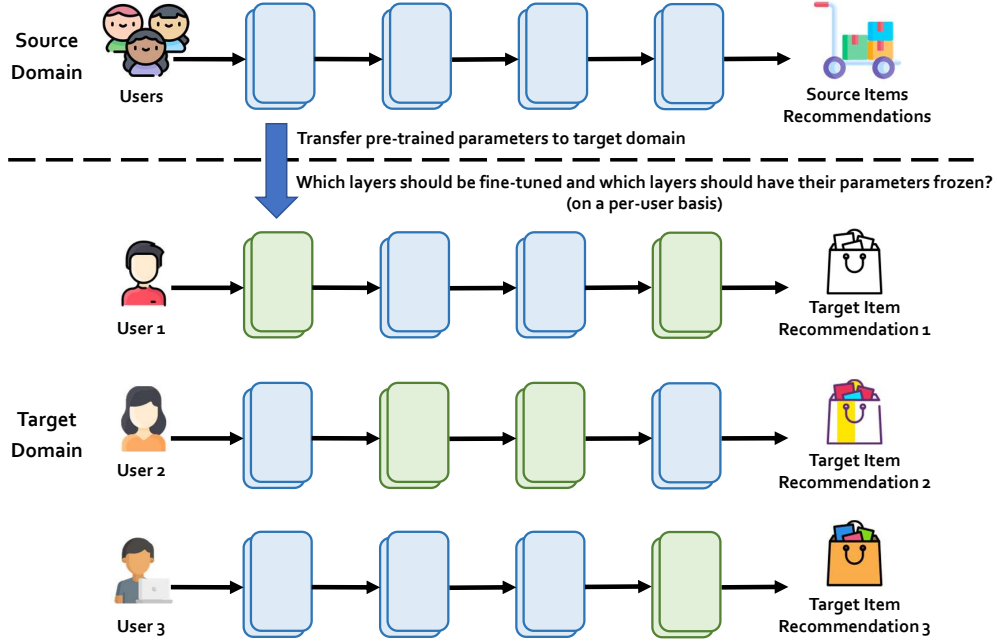 Source
Domain
Users
Source Items
Recommendations
Transfer pre-trained parameters to target domain
Which layers should be fine-tuned and which layers should have their parameters frozen?
(on a per-user basis)
User 1
Target Item
Recommendation 1
Target
Domain
User 2
Target Item
Recommendation 2
User 3
Target Item
Recommendation 3